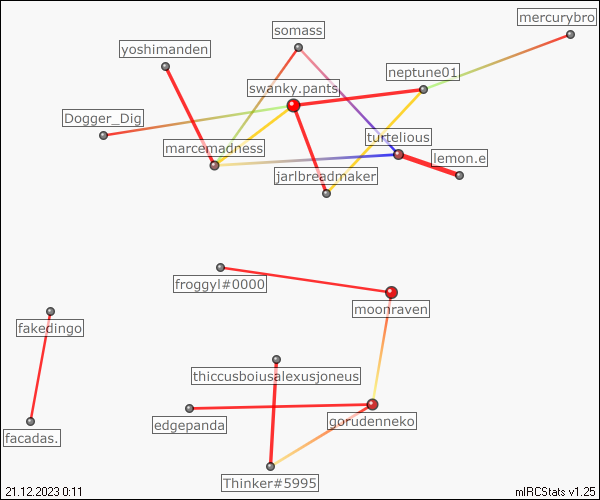 mercurybro
somass
yoshimanden
neptune01
swanky.pants
Dogger_Dig
turtelious
marcemadness
lemon.e
jarlbreadmaker
froggyl#0000
moonraven
fakedingo
thiccusboiusalexusjoneus
gorudenneko
edgepanda
facadas.
Thinker#5995
21.12.2023 0:11
mIRCStats v1.25